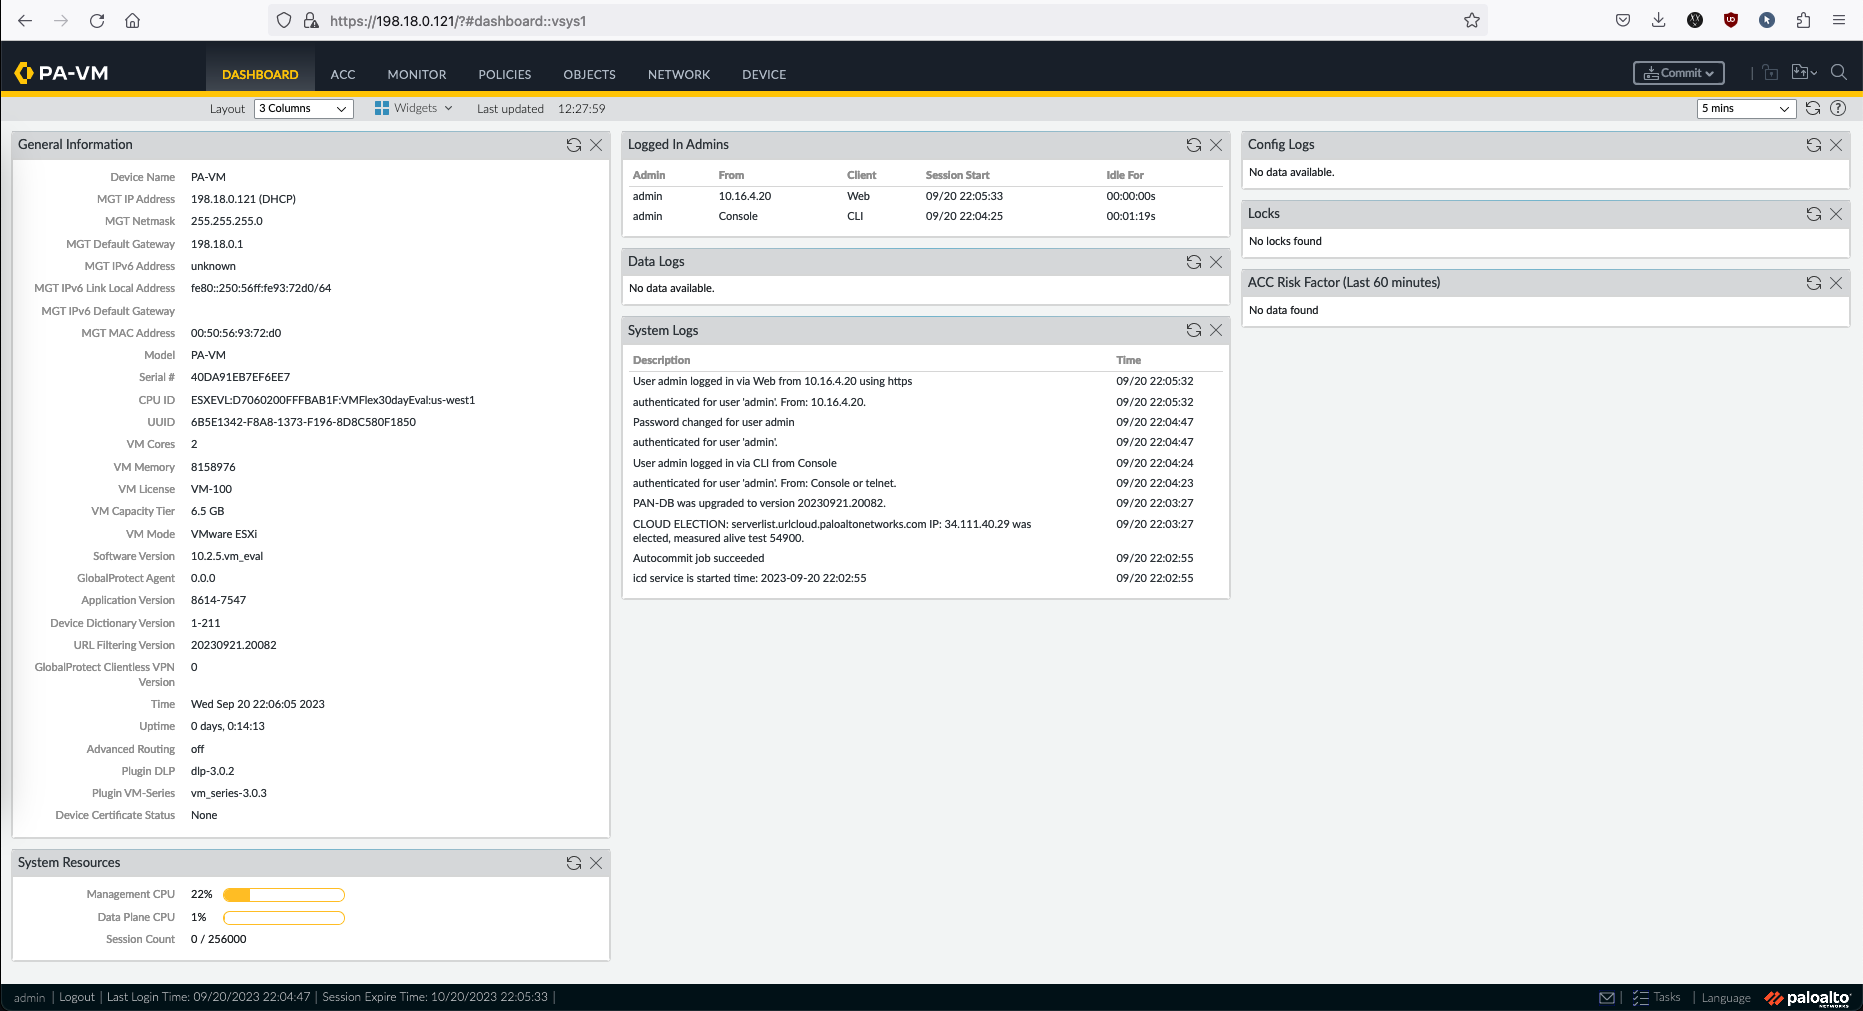 https://198.18.0.121/?#dashboard::vsys1
PA-VM
DASHBOARD ACC MONITOR POLICIES OBJECTS NETWORK DEVICE Commit
Layout 3 Columns Widgets Last updated 12:27:59 5 mins
General Information
Device Name PA-VM
MGT IP Address 198.18.0.121 (DHCP)
MGT Netmask 255.255.255.0
MGT Default Gateway 198.18.0.1
MGT IPv6 Address unknown
MGT IPv6 Link Local Address fe80::250:56ff:fe93:72d0/64
MGT IPv6 Default Gateway
MGT MAC Address 00:50:56:93:72:d0
Model PA-VM
Serial # 40DA91EB7EF6EE7
CPU ID ESXEVL:D7060200FFFBAB1F:VMFlex30dayEval:us-west1
UUID 6B5E1342-F8A8-1373-F196-8D8C580F1850
VM Cores 2
VM Memory 8158976
VM License VM-100
VM Capacity Tier 6.5 GB
VM Mode VMware ESXi
Software Version 10.2.5.vm_eval
GlobalProtect Agent 0.0.0
Application Version 8614-7547
Device Dictionary Version 1-211
URL Filtering Version 20230921.20082
GlobalProtect Clientless VPN 0
Version
Time Wed Sep 20 22:06:05 2023
Uptime 0 days, 0:14:13
Advanced Routing off
Plugin DLP dlp-3.0.2
Plugin VM-Series vm_series-3.0.3
Device Certificate Status None
System Resources
Management CPU 22%
Data Plane CPU 1%
Session Count 0 / 256000
Logged In Admins
Admin From Client Session Start Idle For
admin 10.16.4.20 Web 09/20 22:05:33 00:00:00s
admin Console CLI 09/20 22:04:25 00:01:19s
Data Logs
No data available.
System Logs
Description Time
User admin logged in via Web from 10.16.4.20 using https 09/20 22:05:32
authenticated for user 'admin'. From: 10.16.4.20. 09/20 22:05:32
Password changed for user admin 09/20 22:04:47
authenticated for user 'admin'. 09/20 22:04:47
User admin logged in via CLI from Console 09/20 22:04:24
authenticated for user 'admin'. From: Console or telnet. 09/20 22:04:23
PAN-DB was upgraded to version 20230921.20082. 09/20 22:03:27
CLOUD ELECTION: serverlist.urlcloud.paloaltonetworks.com IP: 34.111.40.29 was 09/20 22:03:27
elected, measured alive test 54900.
Autocommit job succeeded 09/20 22:02:55
icd service is started time: 2023-09-20 22:02:55 09/20 22:02:55
Config Logs
No data available.
Locks
No locks found
ACC Risk Factor (Last 60 minutes)
No data found
admin | Logout | Last Login Time: 09/20/2023 22:04:47 | Session Expire Time: 10/20/2023 22:05:33 |
| Tasks | Language paloalto
NETWORKS